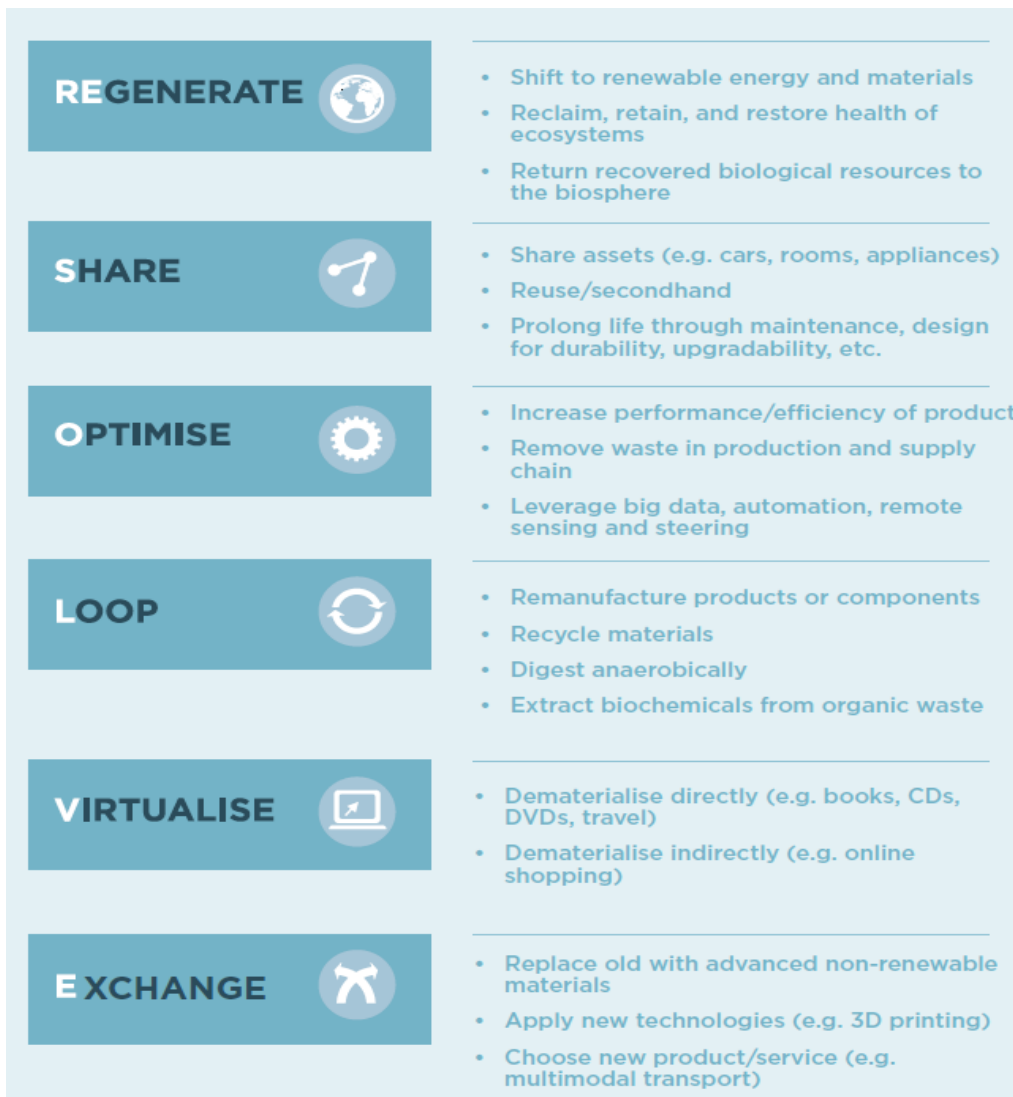 REGENERATE
• Shift to renewable energy and materials
• Reclaim, retain, and restore health of
ecosystems
• Return recovered biological resources to
the biosphere
SHARE
• Share assets (e.g. cars, rooms, appliances)
• Reuse/secondhand
• Prolong life through maintenance, design
for durability, upgradability, etc.
OPTIMISE
• Increase performance/efficiency of product
• Remove waste in production and supply
chain
• Leverage big data, automation, remote
sensing and steering
LOOP
• Remanufacture products or components
• Recycle materials
• Digest anaerobically
• Extract biochemicals from organic waste
VIRTUALISE
• Dematerialise directly (e.g. books, CDs,
DVDs, travel)
• Dematerialise indirectly (e.g. online
shopping)
E XCHANGE
• Replace old with advanced non-renewable
materials
• Apply new technologies (e.g. 3D printing)
• Choose new product/service (e.g.
multimodal transport)